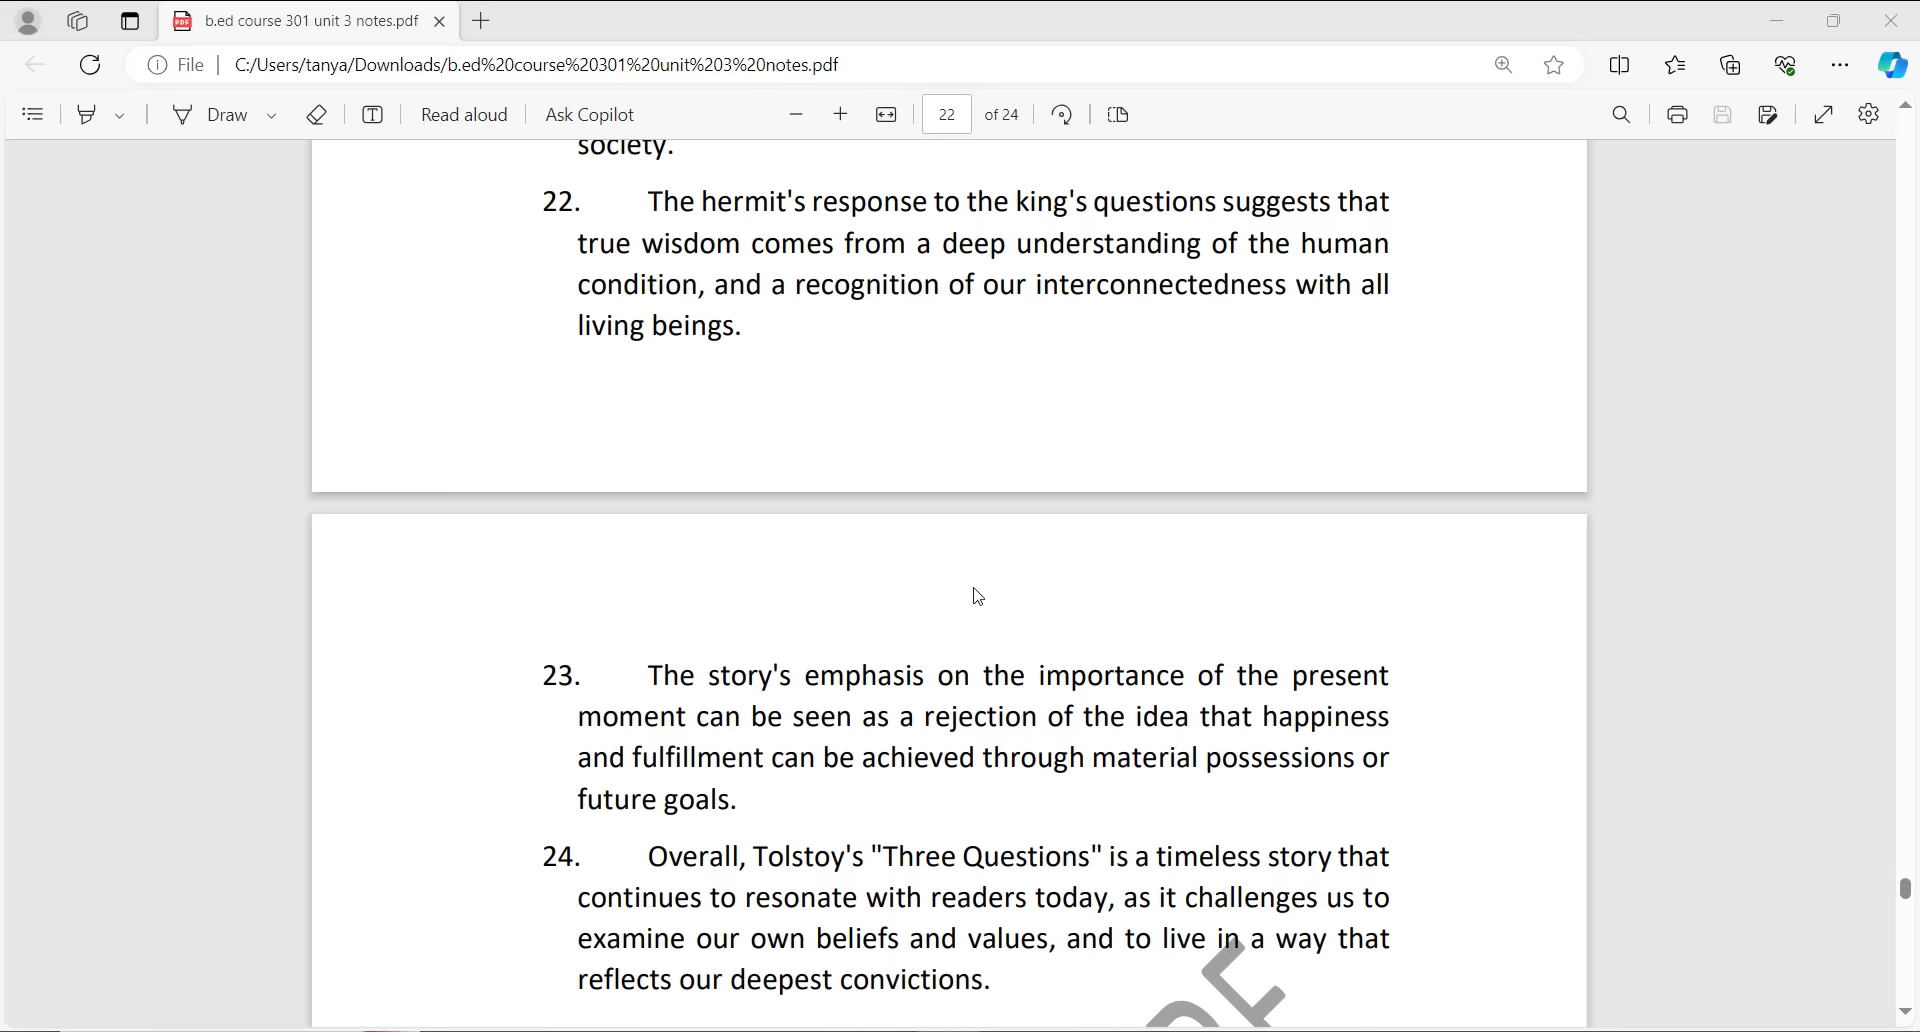 b.ed course 301 unit 3 notes.pdf
File | C:/Users/tanya/Downloads/b.ed%20course%20301%20unit%203%20notes.pdf
Draw Read aloud Ask Copilot 22 of 24
society.
22. The hermit's response to the king's questions suggests that
true wisdom comes from a deep understanding of the human
condition, and a recognition of our interconnectedness with all
living beings.
23. The story's emphasis on the importance of the present
moment can be seen as a rejection of the idea that happiness
and fulfillment can be achieved through material possessions or
future goals.
24. Overall, Tolstoy's "Three Questions" is a timeless story that
continues to resonate with readers today, as it challenges us to
examine our own beliefs and values, and to live in a way that
reflects our deepest convictions.